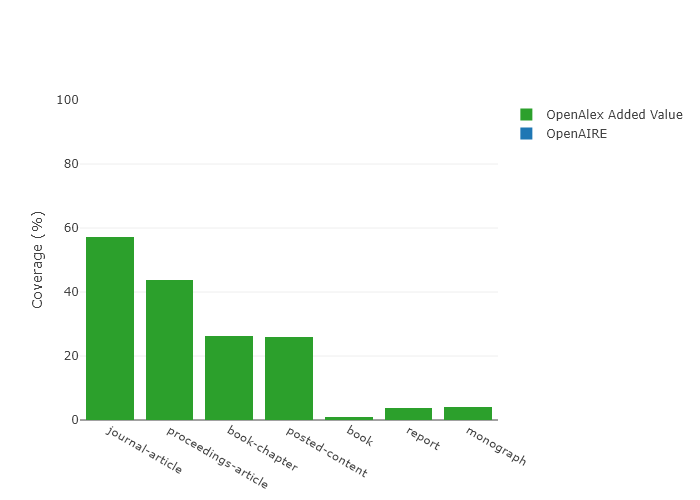 100
80
60
40
20
0
Coverage (%)
journal-article
proceedings-article
book-chapter
posted-content
book
report
monograph
OpenAlex Added Value
OpenAIRE